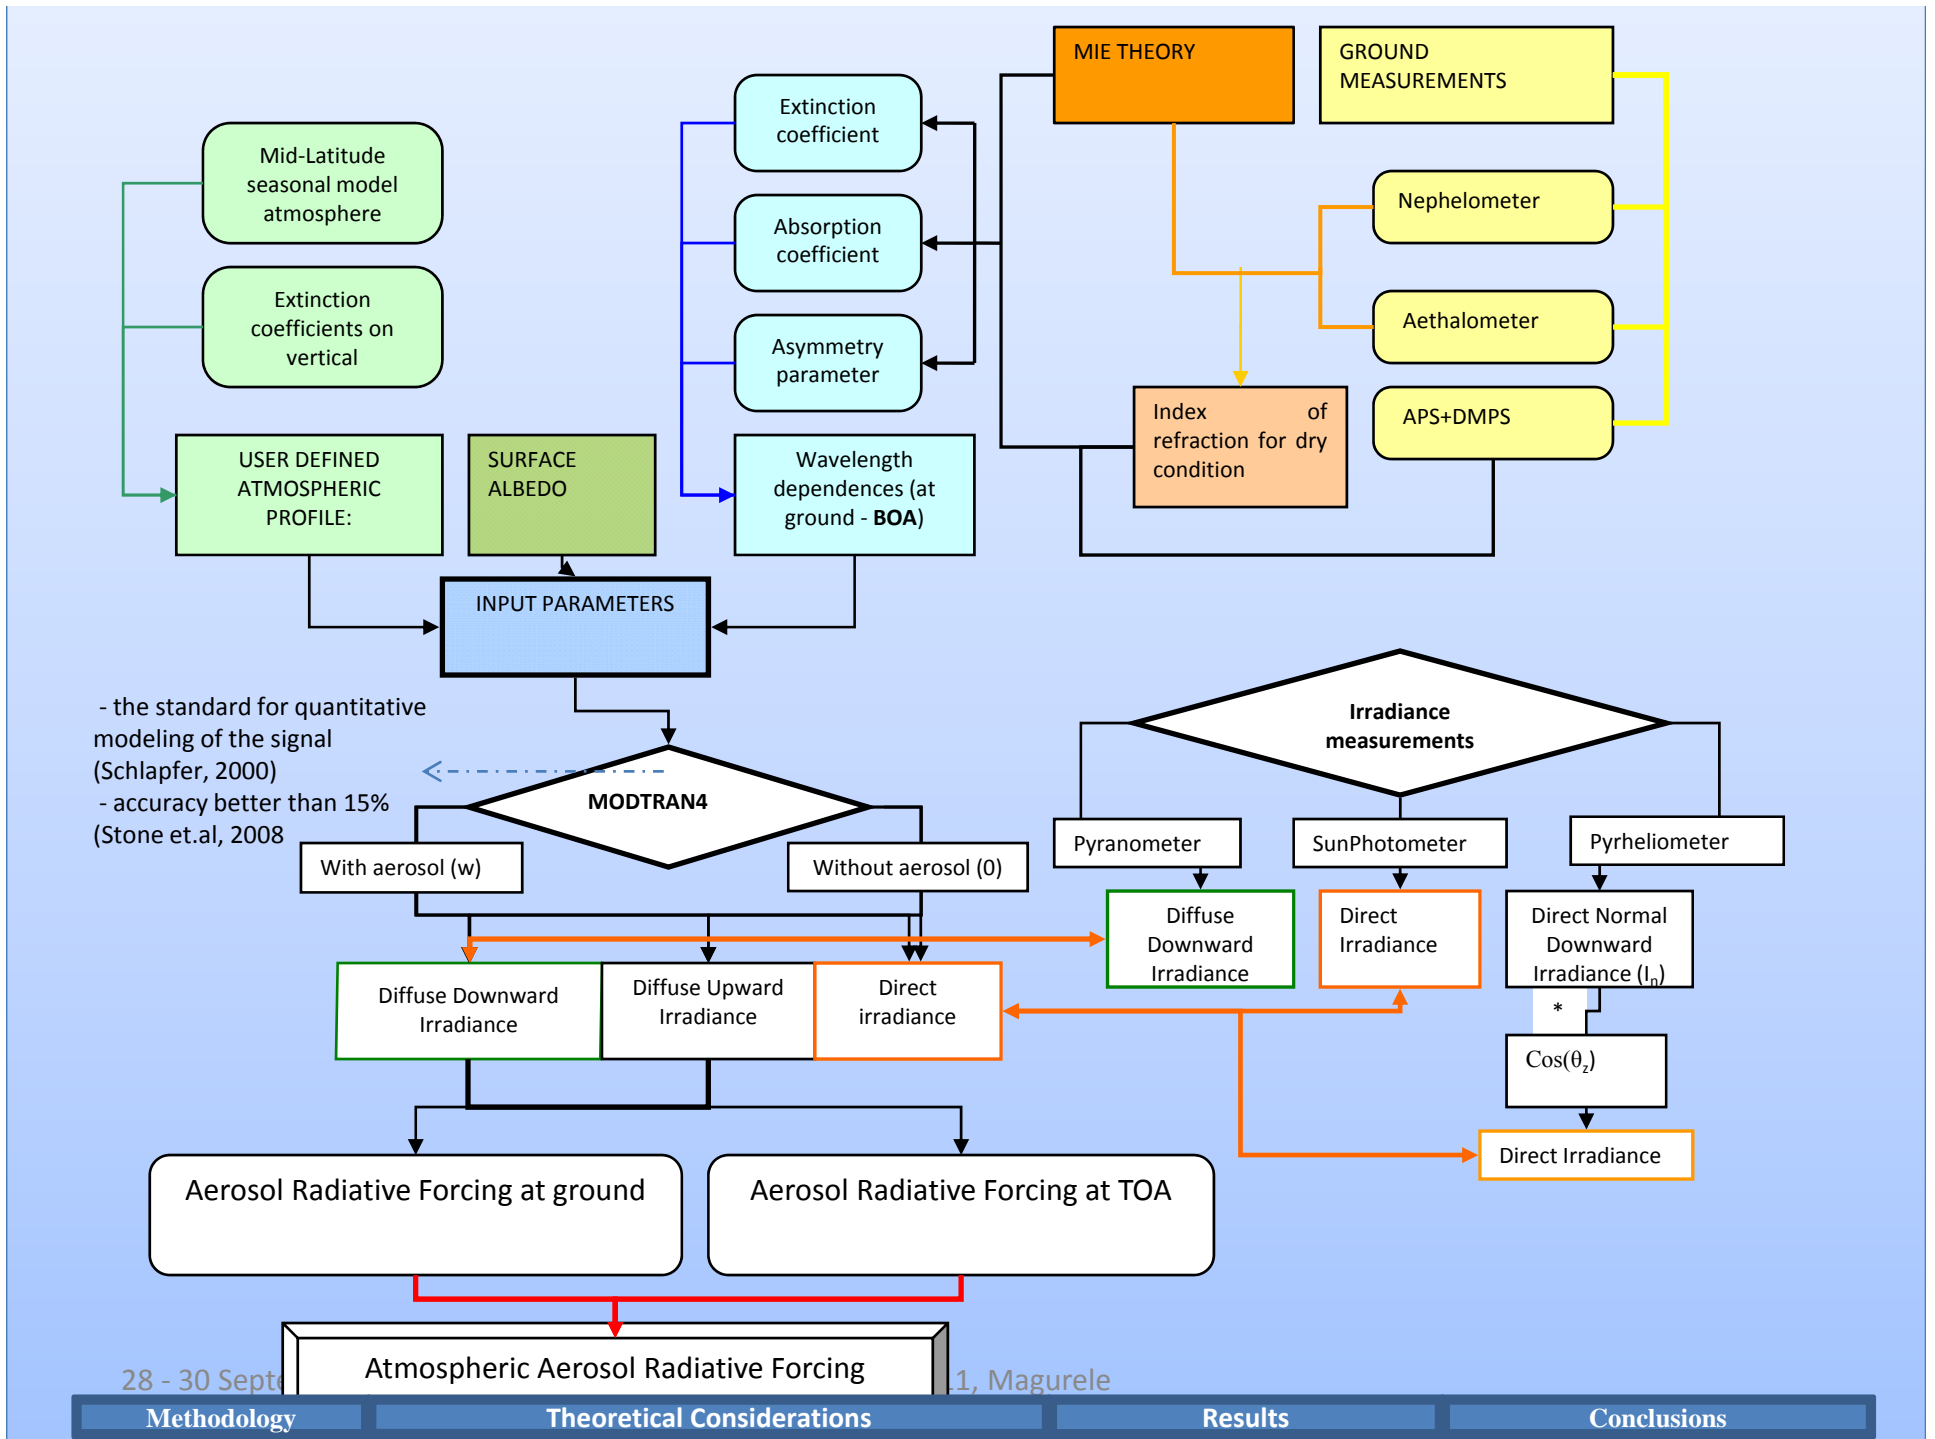 MIE THEORY
GROUND
MEASUREMENTS
Extinction
coefficient
Mid-Latitude
seasonal model
atmosphere
Nephelometer
Absorption
coefficient
Extinction
coefficients on
vertical
Aethalometer
Asymmetry
parameter
Index of
refraction for dry
condition
APS+DMPS
USER DEFINED
ATMOSPHERIC
PROFILE:
SURFACE
ALBEDO
Wavelength
dependences (at
ground - BOA)
INPUT PARAMETERS
- the standard for quantitative
modeling of the signal
(Schlapfer, 2000)
- accuracy better than 15%
(Stone et.al, 2008
MODTRAN4
Irradiance
measurements
With aerosol (w)
Without aerosol (0)
Pyranometer
SunPhotometer
Pyrheliometer
Diffuse
Downward
Irradiance
Direct
Irradiance
Direct Normal
Downward
Irradiance (In)
*
Cos(θz)
Direct Irradiance
Diffuse Downward
Irradiance
Diffuse Upward
Irradiance
Direct
irradiance
Aerosol Radiative Forcing at ground
Aerosol Radiative Forcing at TOA
Atmospheric Aerosol Radiative Forcing
28 - 30 Septe 1, Magurele
Methodology
Theoretical Considerations
Results
Conclusions